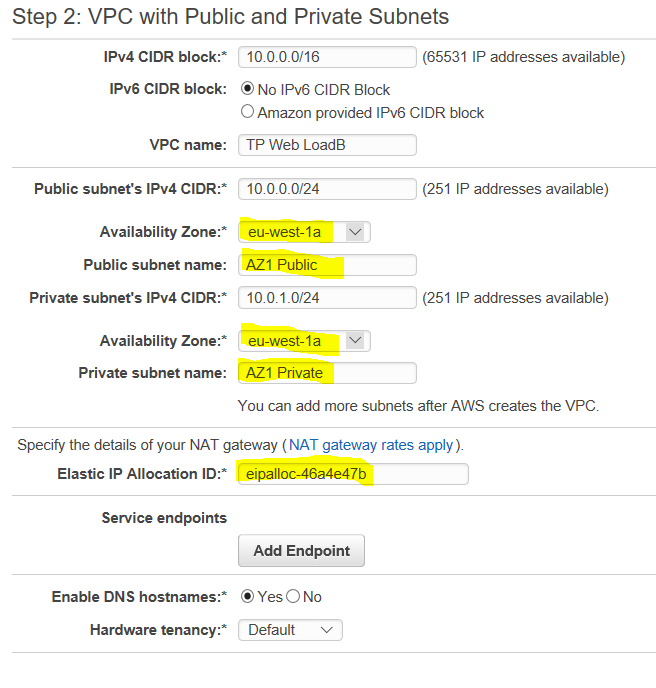 Step 2: VPC with Public and Private Subnets
IPv4 CIDR block:* 10.0.0.0/16 (65531 IP addresses available)
IPv6 CIDR block: No IPv6 CIDR Block
Amazon provided IPv6 CIDR block
VPC name: TP Web LoadB
Public subnet's IPv4 CIDR:* 10.0.0.0/24 (251 IP addresses available)
Availability Zone:* eu-west-1a
Public subnet name: AZ1 Public
Private subnet's IPv4 CIDR:* 10.0.1.0/24 (251 IP addresses available)
Availability Zone:* eu-west-1a
Private subnet name: AZ1 Private
You can add more subnets after AWS creates the VPC.
Specify the details of your NAT gateway (NAT gateway rates apply).
Elastic IP Allocation ID:* eipalloc-46a4e47b
Service endpoints
Add Endpoint
Enable DNS hostnames:* Yes No
Hardware tenancy:* Default